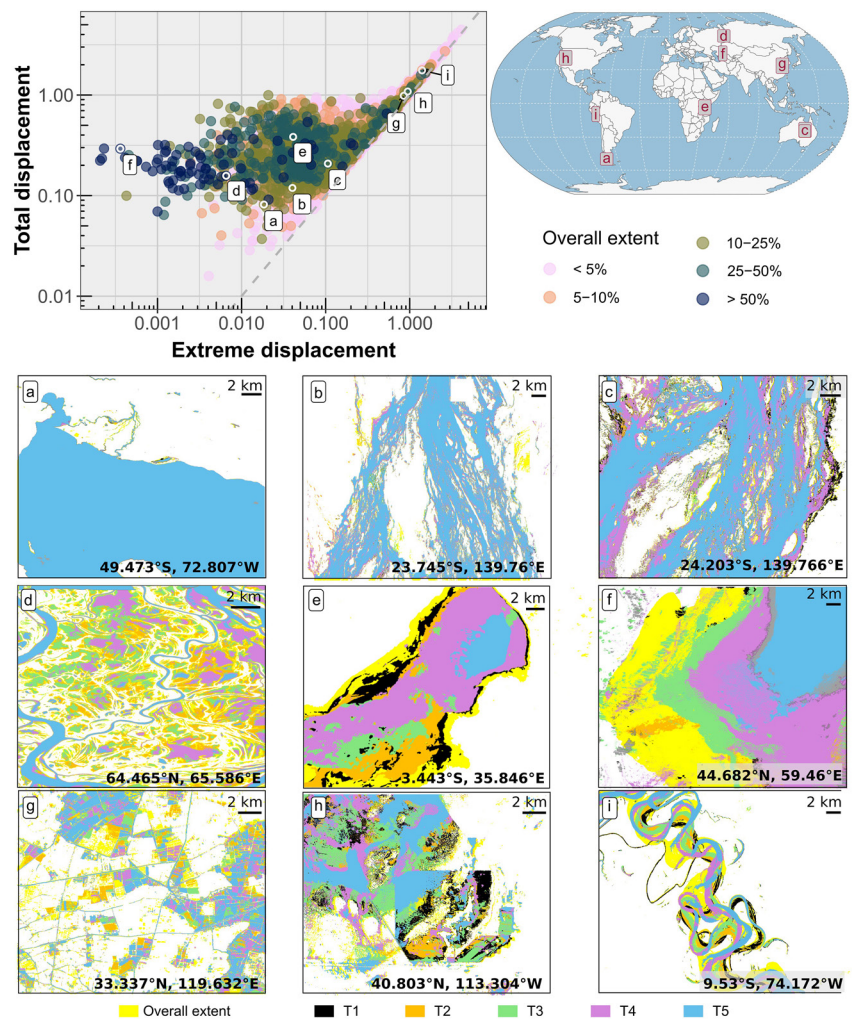 Total displacement
1.00
0.10
0.01
0.001
0.010
0.100
1.000
Extreme displacement
a
b
c
d
e
f
g
h
i
a
c
d
e
f
g
h
i
Overall extent
< 5%
5−10%
10−25%
25−50%
> 50%
a
2 km
49.473°S, 72.807°W
b
2 km
23.745°S, 139.76°E
c
2 km
24.203°S, 139.766°E
d
2 km
64.465°N, 65.586°E
e
2 km
3.443°S, 35.846°E
f
2 km
44.682°N, 59.46°E
g
2 km
33.337°N, 119.632°E
h
2 km
40.803°N, 113.304°W
i
2 km
9.53°S, 74.172°W
Overall extent
T1
T2
T3
T4
T5